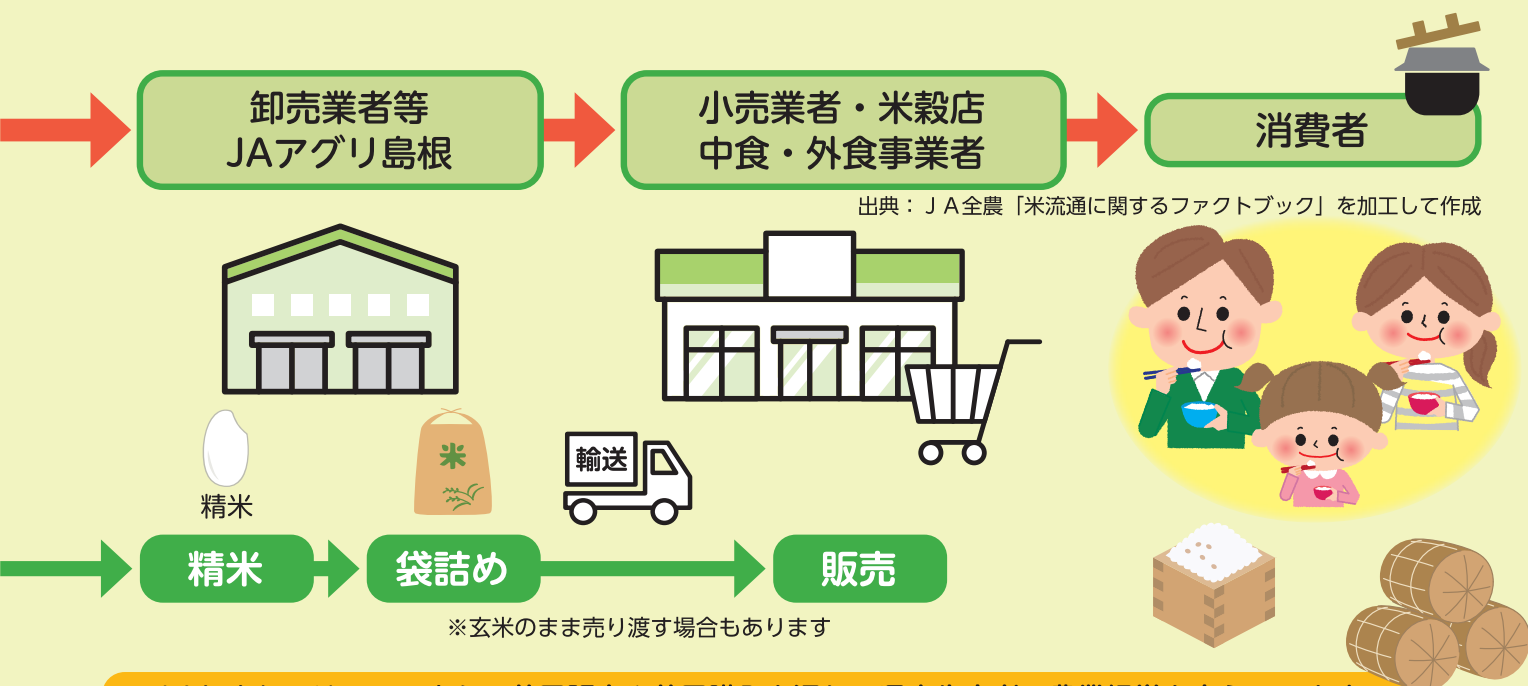 卸売業者等
JAアグリ島根
小売業者・米穀店
中食・外食事業者
消費者
出典：ＪＡ全農「米流通に関するファクトブック」を加工して作成
精米
米
輸送
精米
袋詰め
販売
※玄米のまま売り渡す場合もあります